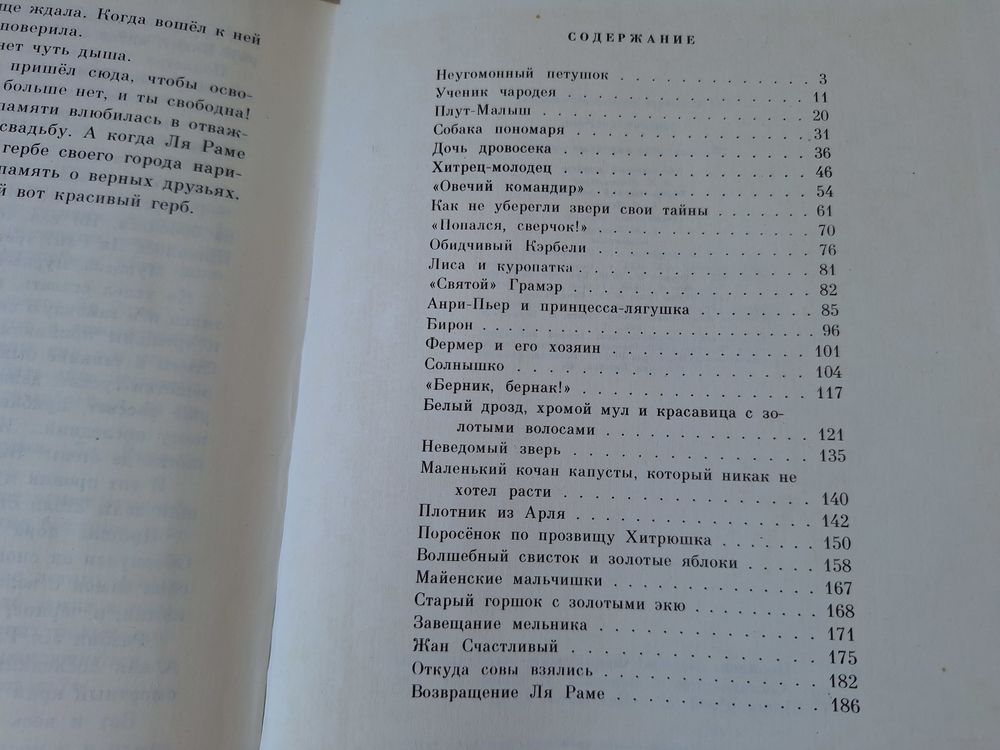 ще ждала. Когда вошёл к ней
поверила.
нет чуть дыша.
пришёл сюда, чтобы осво-
больше нет, и ты свободна!
памяти влюбилась в отваж-
свадьбу. А когда Ля Раме
гербе своего города нари-
память о верных друзьях.
й вот красивый герб.
СОДЕРЖАНИЕ
Неугомонный петушок . . . . . . . . . . . . 3
Ученик чародея . . . . . . . . . . . . . . . 11
Плут-Малыш . . . . . . . . . . . . . . . . 20
Собака пономаря . . . . . . . . . . . . . . 31
Дочь дровосека . . . . . . . . . . . . . . . 36
Хитрец-молодец . . . . . . . . . . . . . . . 46
«Овечий командир» . . . . . . . . . . . . . 54
Как не уберегли звери свои тайны . . . . . . . 61
«Попался, сверчок!» . . . . . . . . . . . . . 70
Обидчивый Кэрбели . . . . . . . . . . . . . 76
Лиса и куропатка . . . . . . . . . . . . . . 81
«Святой» Грамэр . . . . . . . . . . . . . . 82
Анри-Пьер и принцесса-лягушка . . . . . . . . 85
Бирон . . . . . . . . . . . . . . . . . . . 96
Фермер и его хозяин . . . . . . . . . . . . 101
Солнышко . . . . . . . . . . . . . . . . . 104
«Берник, бернак!» . . . . . . . . . . . . . . 117
Белый дрозд, хромой мул и красавица с зо-
лотыми волосами . . . . . . . . . . . . . 121
Неведомый зверь . . . . . . . . . . . . . . 135
Маленький кочан капусты, который никак не
хотел расти . . . . . . . . . . . . . . . 140
Плотник из Арля . . . . . . . . . . . . . . 142
Поросёнок по прозвищу Хитрюшка . . . . . . . 150
Волшебный свисток и золотые яблоки . . . . . . 158
Майенские мальчишки . . . . . . . . . . . . 167
Старый горшок с золотыми экю . . . . . . . . 168
Завещание мельника . . . . . . . . . . . . . 171
Жан Счастливый . . . . . . . . . . . . . . 175
Откуда совы взялись . . . . . . . . . . . . 182
Возвращение Ля Раме . . . . . . . . . . . . 186